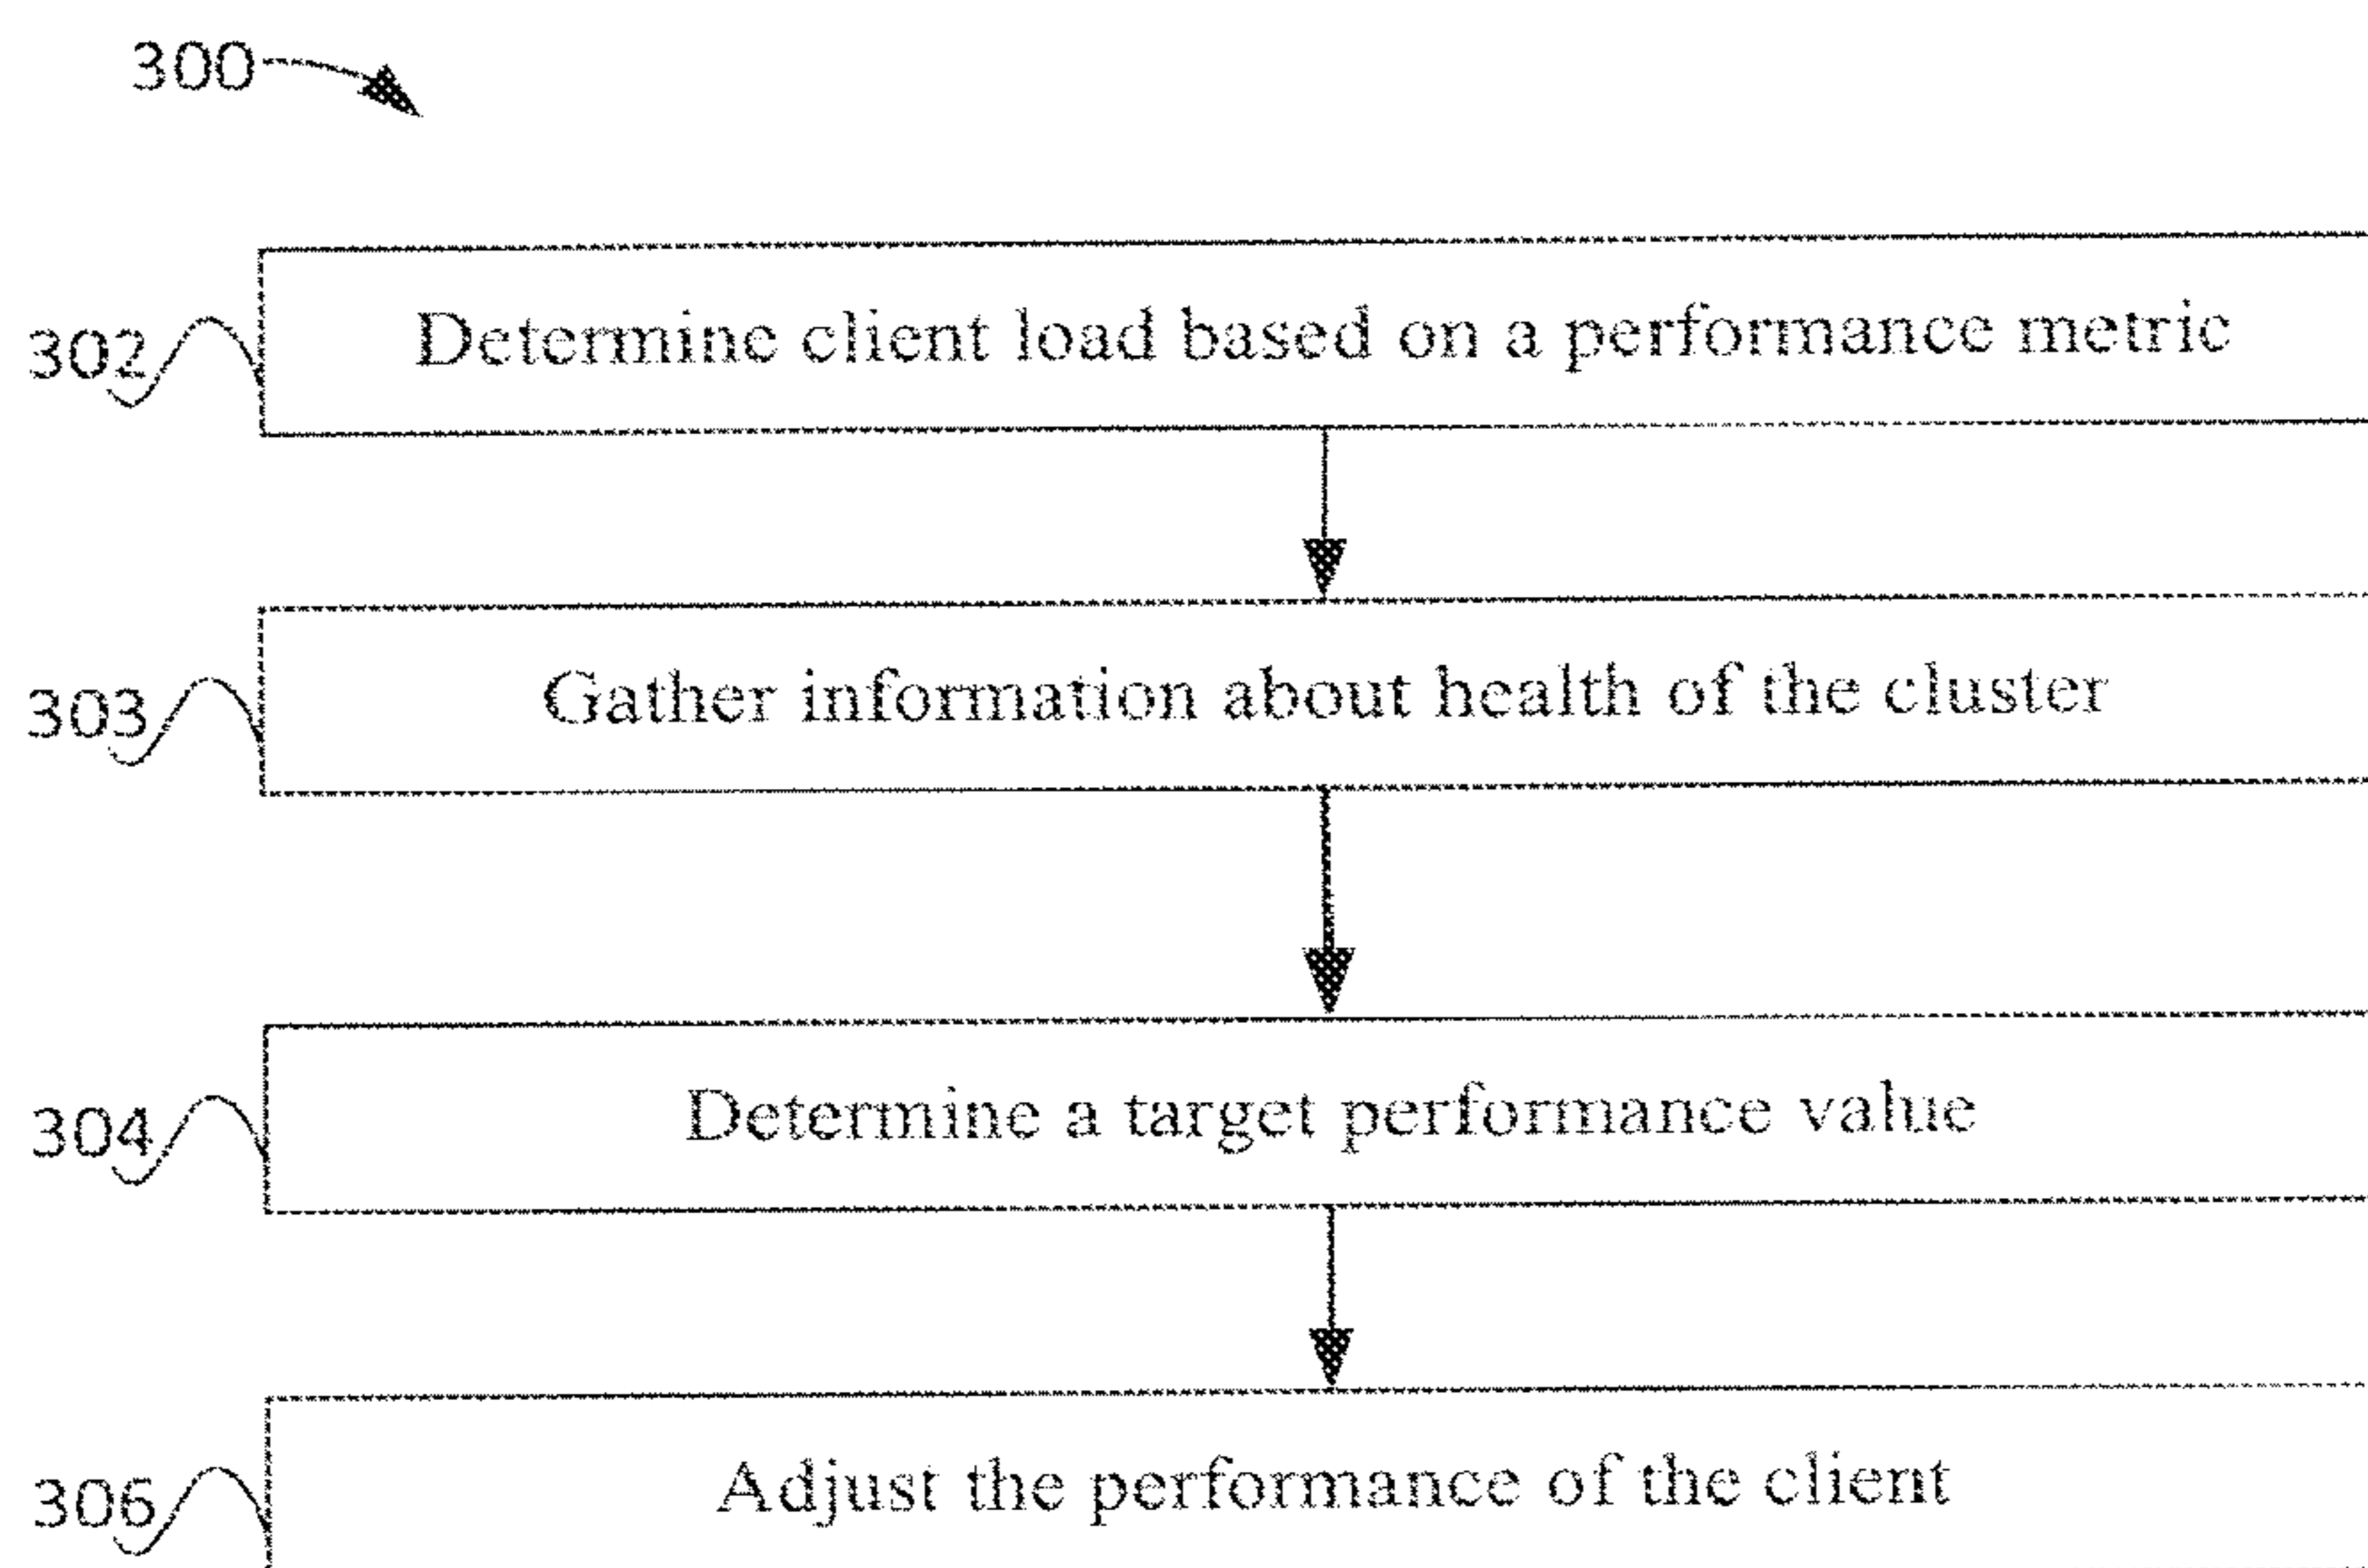 300
302 Determine client load based on a performance metric
303 Gather information about health of the cluster
304 Determine a target performance value
306 Adjust the performance of the client